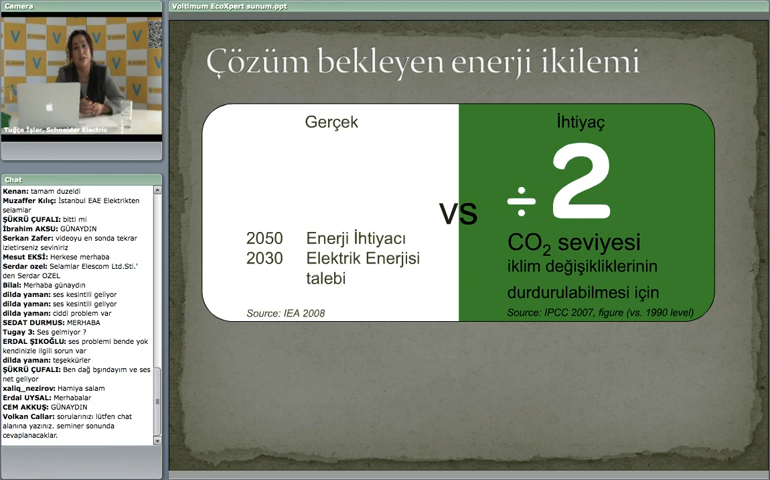 Camera
Tuğçe İşler, Schneider Electric
Chat
Kenan: tamam duzeldi
Muzaffer Kılıç: İstanbul EAE Elektrikten
selamlar
ŞÜKRÜ ÇUFALI: bitti mi
İbrahim AKSU: GÜNAYDIN
Serkan Zafer: videoyu en sonda tekrar
izletirseniz seviniriz
Mesut EKSİ: Herkese merhaba
Serdar ozel: Selamlar Elescom Ltd.Sti.'
den Serdar OZEL
Bilal: Merhaba günaydın
dilda yaman: ses kesintili geliyor
dilda yaman: ses kesintili geliyor
dilda yaman: ciddi problem var
SEDAT DURMUS: MERHABA
Tugay 3: Ses gelmiyor ?
ERDAL ŞIKOĞLU: ses problemi bende yok
kendinizle ilgili sorun var
dilda yaman: teşekkürler
ŞÜKRÜ ÇUFALI: Ben dağ bşındayım ve ses
net geliyor
xaliq_nezirov: Hamiya salam
Erdal UYSAL: Merhabalar
CEM AKKUŞ: GÜNAYDIN
Volkan Callar: sorularınızı lütfen chat
alanına yazınız. seminer sonunda
cevaplanacaklar.
Voltimum EcoXpert sunum.ppt
Çözüm bekleyen enerji ikilemi
Gerçek
2050 Enerji İhtiyacı
2030 Elektrik Enerjisi
talebi
Source: IEA 2008
vs
İhtiyaç
÷2
CO2 seviyesi
iklim değişikliklerinin
durdurulabilmesi için
Source: IPCC 2007, figure (vs. 1990 level)